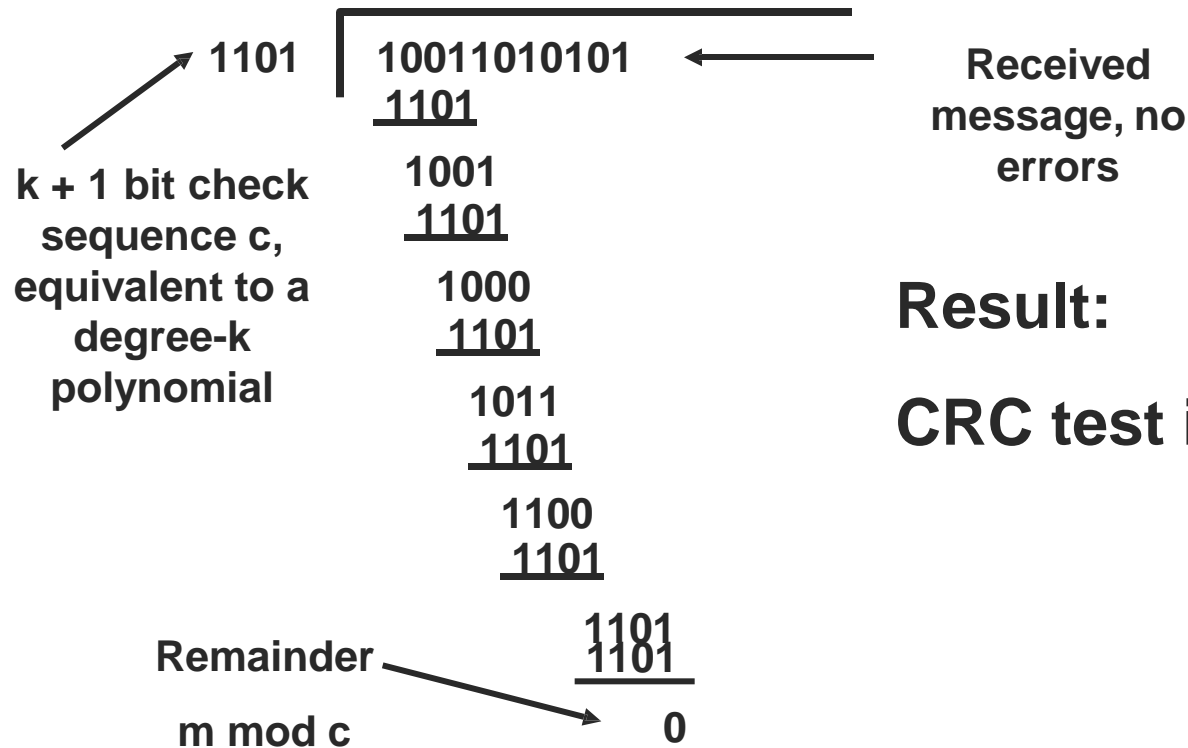 1101 10011010101
1101
1001
1101
1000
1101
1011
1101
1100
1101
1101
1101
0
k + 1 bit check
sequence c,
equivalent to a
degree-k
polynomial
Remainder
m mod c
Received
message, no
errors
Result:
CRC test